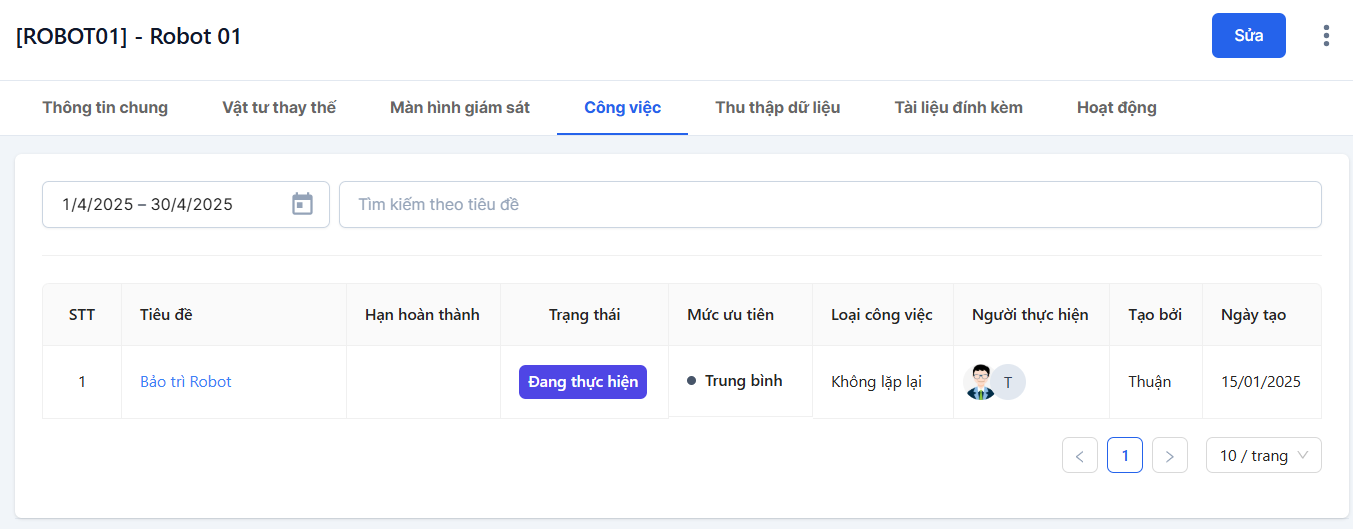 [ROBOT01] - Robot 01
Sửa
Thông tin chung Vật tư thay thế Màn hình giám sát Công việc Thu thập dữ liệu Tài liệu đính kèm Hoạt động
1/4/2025 – 30/4/2025 Tìm kiếm theo tiêu đề
STT Tiêu đề Hạn hoàn thành Trạng thái Mức ưu tiên Loại công việc Người thực hiện Tạo bởi Ngày tạo
1 Bảo trì Robot Đang thực hiện Trung bình Không lặp lại T Thuận 15/01/2025
< 1 > 10 / trang